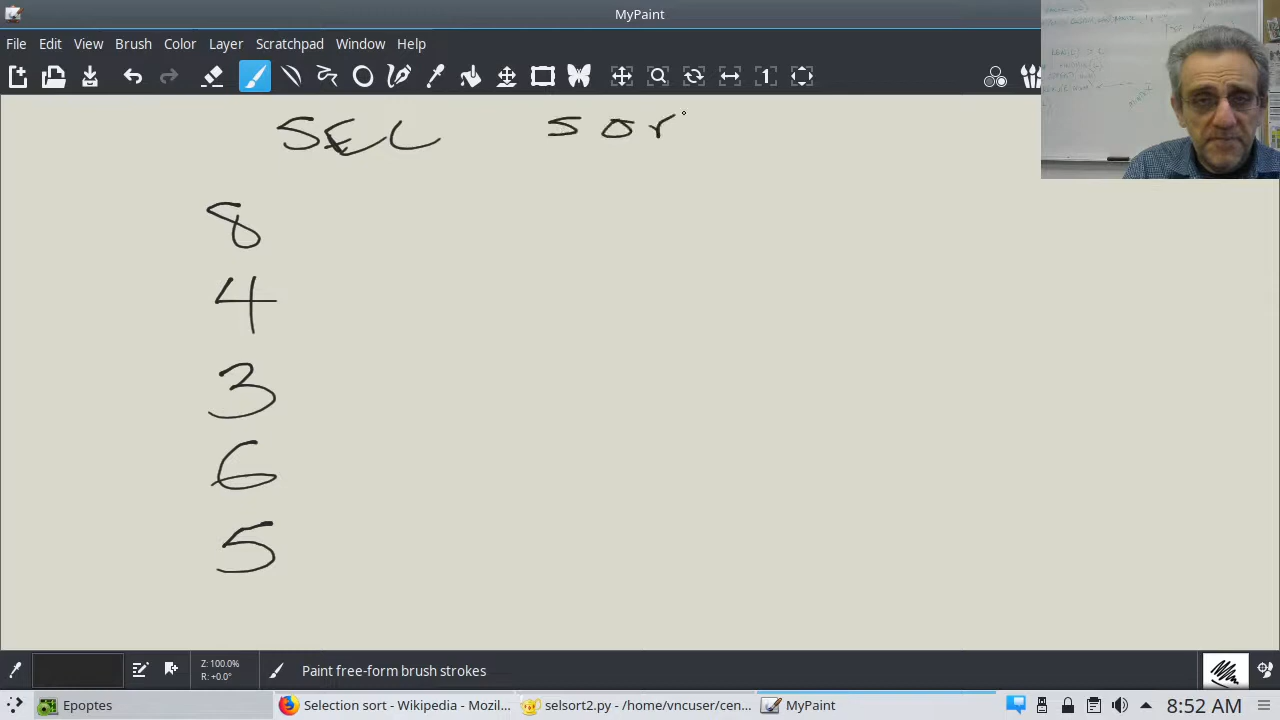 MyPaint
File Edit View Brush Color Layer Scratchpad Window Help
SEL sor
8
4
3
6
5
Z: 100.0%
R: +0.0°
Paint free-form brush strokes
Epoptes
Selection sort - Wikipedia - Mozil...
selsort2.py - /home/vncuser/cen...
MyPaint
8:52 AM